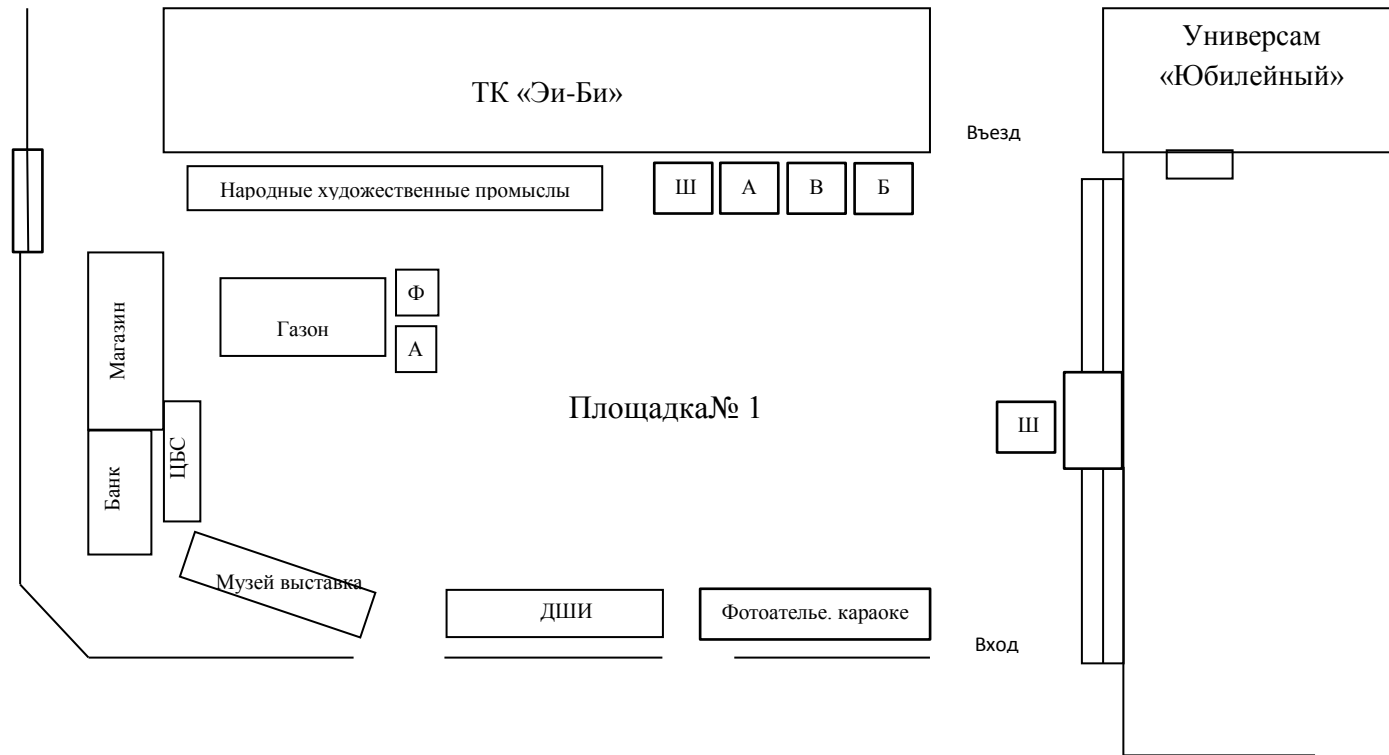 Универсам
«Юбилейный»
ТК «Эи-Би»
Въезд
Народные художественные промыслы
Ш
А
В
Б
Ф
Газон
А
Магазин
Площадка№ 1
Ш
ЦБС
Банк
Музей выставка
ДШИ
Фотоателье. караоке
Вход